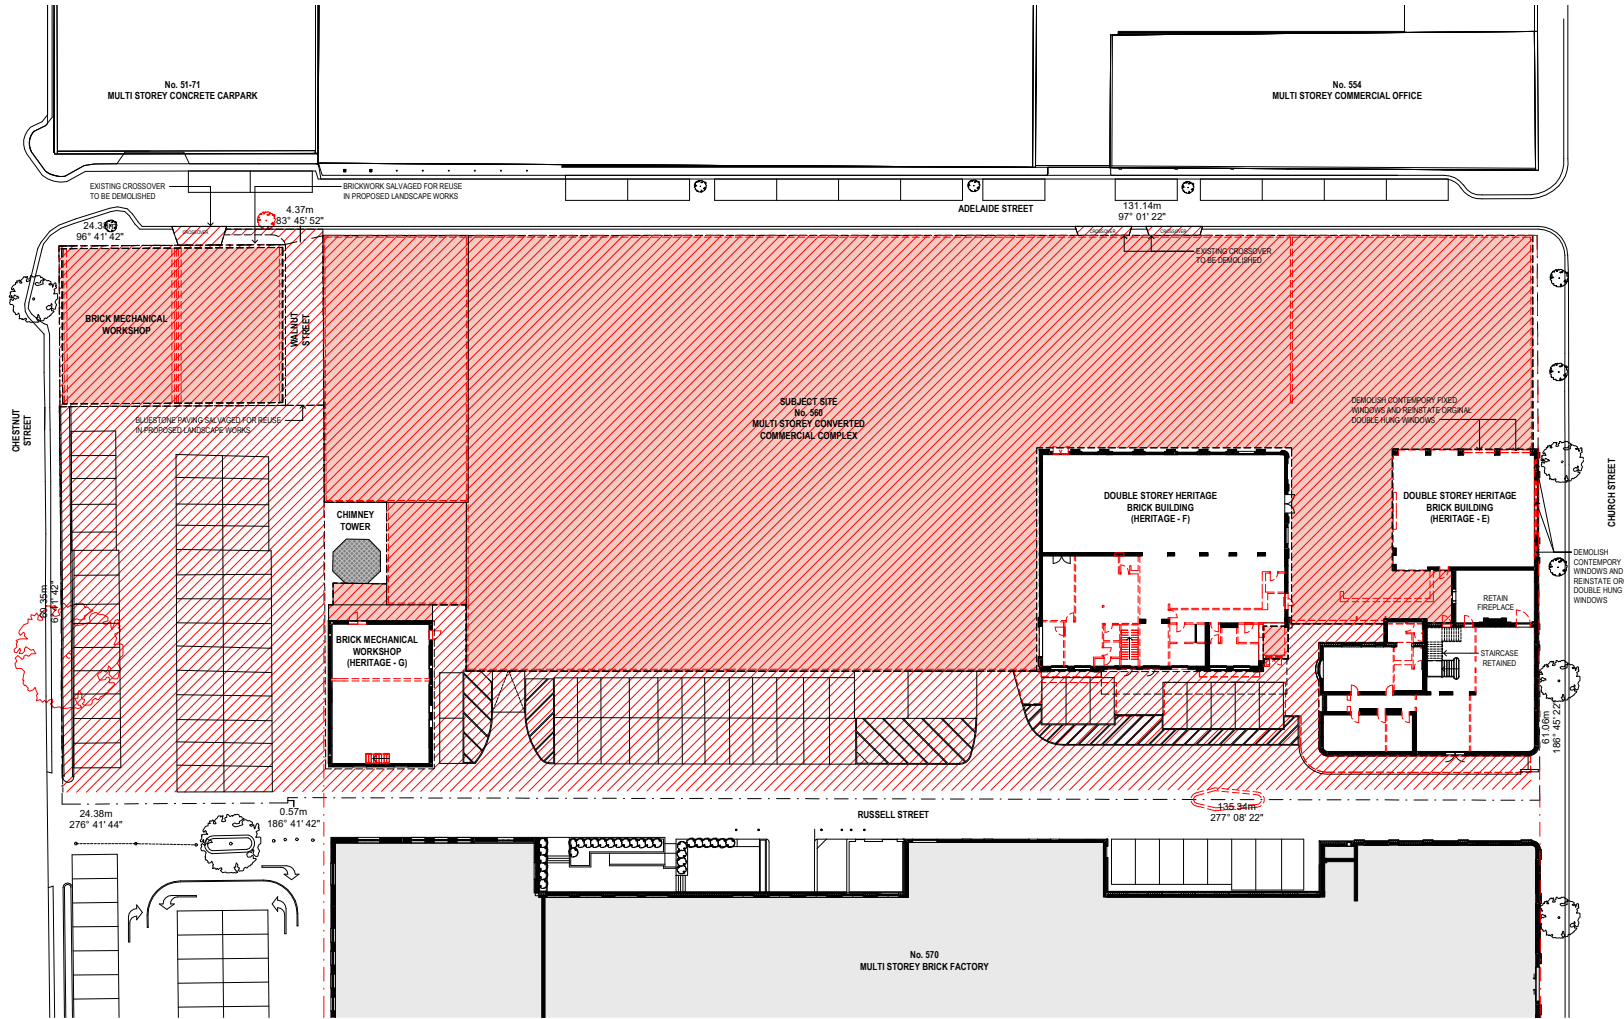 No. 51-71
MULTI STOREY CONCRETE CARPARK
No. 554
MULTI STOREY COMMERCIAL OFFICE
EXISTING CROSSOVER
TO BE DEMOLISHED
BRICKWORK SALVAGED FOR REUSE
IN PROPOSED LANDSCAPE WORKS
4.37m
83° 45' 52"
96° 41' 42"
CROSSOVER
ADELAIDE STREET
131.14m
97° 01' 22"
CROSSOVER
CROSSOVER
EXISTING CROSSOVER
TO BE DEMOLISHED
BRICK MECHANICAL
WORKSHOP
WALNUT
STREET
CHESTNUT
STREET
BLUESTONE PAVING SALVAGED FOR REUSE
IN PROPOSED LANDSCAPE WORKS
SUBJECT SITE
No. 560
MULTI STOREY CONVERTED
COMMERCIAL COMPLEX
DEMOLISH CONTEMPORY FIXED
WINDOWS AND REINSTATE ORGINAL
DOUBLE HUNG WINDOWS
CHURCH STREET
CHIMNEY
TOWER
DOUBLE STOREY HERITAGE
BRICK BUILDING
(HERITAGE - F)
DOUBLE STOREY HERITAGE
BRICK BUILDING
(HERITAGE - E)
DEMOLISH
CONTEMPORY
WINDOWS AND
REINSTATE OR
DOUBLE HUNG
WINDOWS
RETAIN
FIREPLACE
STAIRCASE
RETAINED
BRICK MECHANICAL
WORKSHOP
(HERITAGE - G)
61.06m
186° 45' 22"
24.38m
276° 41' 44"
0.57m
186° 41' 42"
RUSSELL STREET
135.34m
277° 08' 22"
No. 570
MULTI STOREY BRICK FACTORY